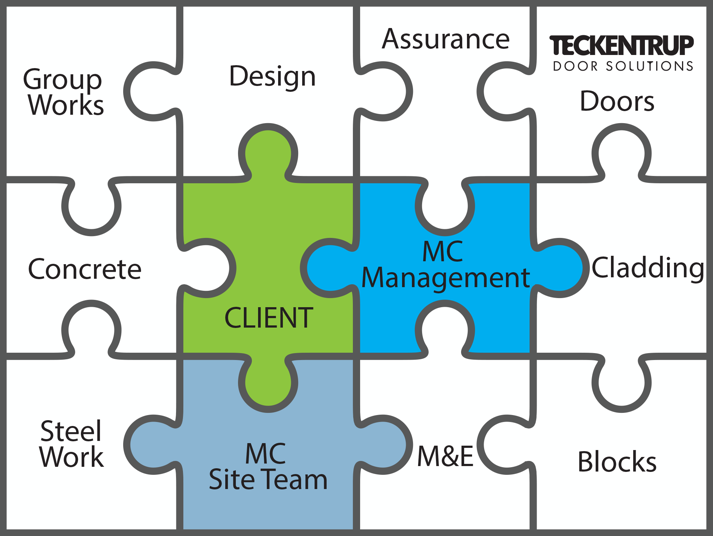 Group
Works
Design
Assurance
TECKENTRUP
DOOR SOLUTIONS
Doors
Concrete
CLIENT
MC
Management
Cladding
Steel
Work
MC
Site Team
M&E
Blocks